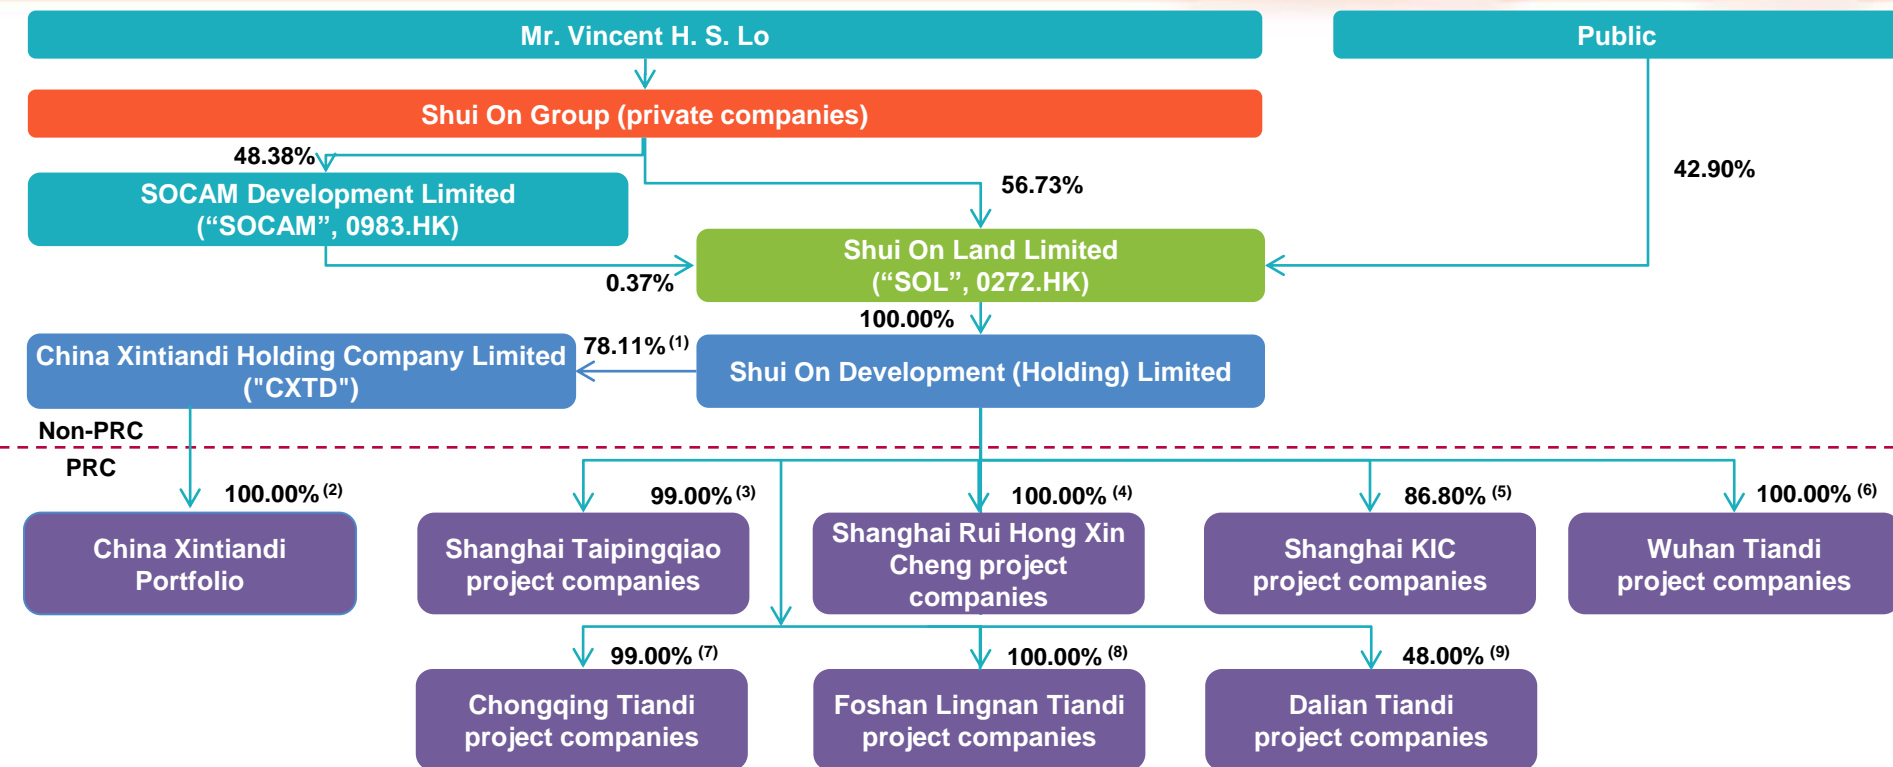 Mr. Vincent H. S. Lo
Public
Shui On Group (private companies)
48.38%
56.73%
42.90%
SOCAM Development Limited
(“SOCAM”, 0983.HK)
0.37%
Shui On Land Limited
(“SOL”, 0272.HK)
100.00%
China Xintiandi Holding Company Limited
("CXTD")
78.11% (1)
Shui On Development (Holding) Limited
Non-PRC
PRC
100.00% (2)
99.00% (3)
100.00% (4)
86.80% (5)
100.00% (6)
China Xintiandi
Portfolio
Shanghai Taipingqiao
project companies
Shanghai Rui Hong Xin
Cheng project
companies
Shanghai KIC
project companies
Wuhan Tiandi
project companies
99.00% (7)
100.00% (8)
48.00% (9)
Chongqing Tiandi
project companies
Foshan Lingnan Tiandi
project companies
Dalian Tiandi
project companies